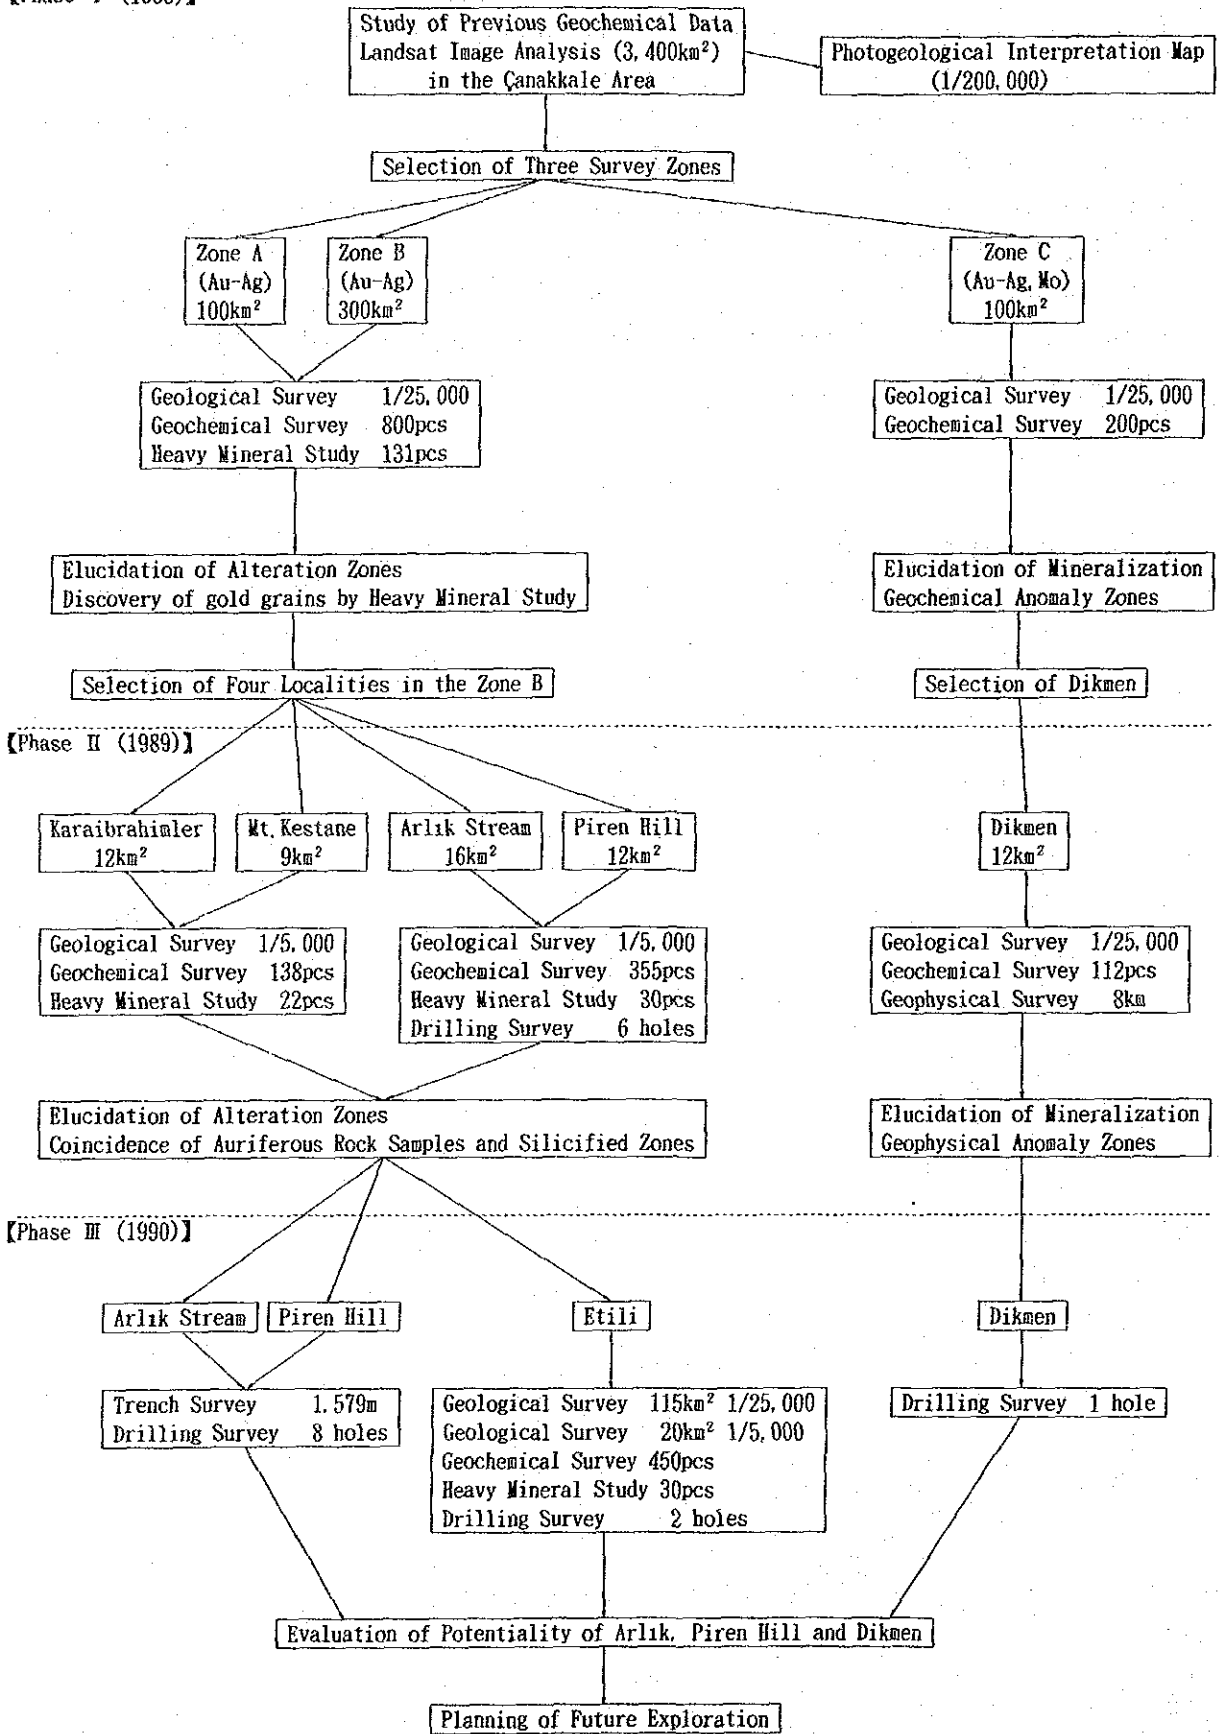 Study of Previous Geochemical Data
Landsat Image Analysis (3,400km²)
in the Çanakkale Area
Photogeological Interpretation Map
(1/200,000)
Selection of Three Survey Zones
Zone A
(Au-Ag)
100km²
Zone B
(Au-Ag)
300km²
Zone C
(Au-Ag, Mo)
100km²
Geological Survey 1/25,000
Geochemical Survey 800pcs
Heavy Mineral Study 131pcs
Geological Survey 1/25,000
Geochemical Survey 200pcs
Elucidation of Alteration Zones
Discovery of gold grains by Heavy Mineral Study
Elucidation of Mineralization
Geochemical Anomaly Zones
Selection of Four Localities in the Zone B
Selection of Dikmen
【Phase Ⅱ (1989)】
Karaibrahimler
12km²
Mt. Kestane
9km²
Arlık Stream
16km²
Piren Hill
12km²
Dikmen
12km²
Geological Survey 1/5,000
Geochemical Survey 138pcs
Heavy Mineral Study 22pcs
Geological Survey 1/5,000
Geochemical Survey 355pcs
Heavy Mineral Study 30pcs
Drilling Survey 6 holes
Geological Survey 1/25,000
Geochemical Survey 112pcs
Geophysical Survey 8km
Elucidation of Alteration Zones
Coincidence of Auriferous Rock Samples and Silicified Zones
Elucidation of Mineralization
Geophysical Anomaly Zones
【Phase Ⅲ (1990)】
Arlık Stream
Piren Hill
Etili
Dikmen
Trench Survey 1.579m
Drilling Survey 8 holes
Geological Survey 115km² 1/25,000
Geological Survey 20km² 1/5,000
Geochemical Survey 450pcs
Heavy Mineral Study 30pcs
Drilling Survey 2 holes
Drilling Survey 1 hole
Evaluation of Potentiality of Arlık, Piren Hill and Dikmen
Planning of Future Exploration